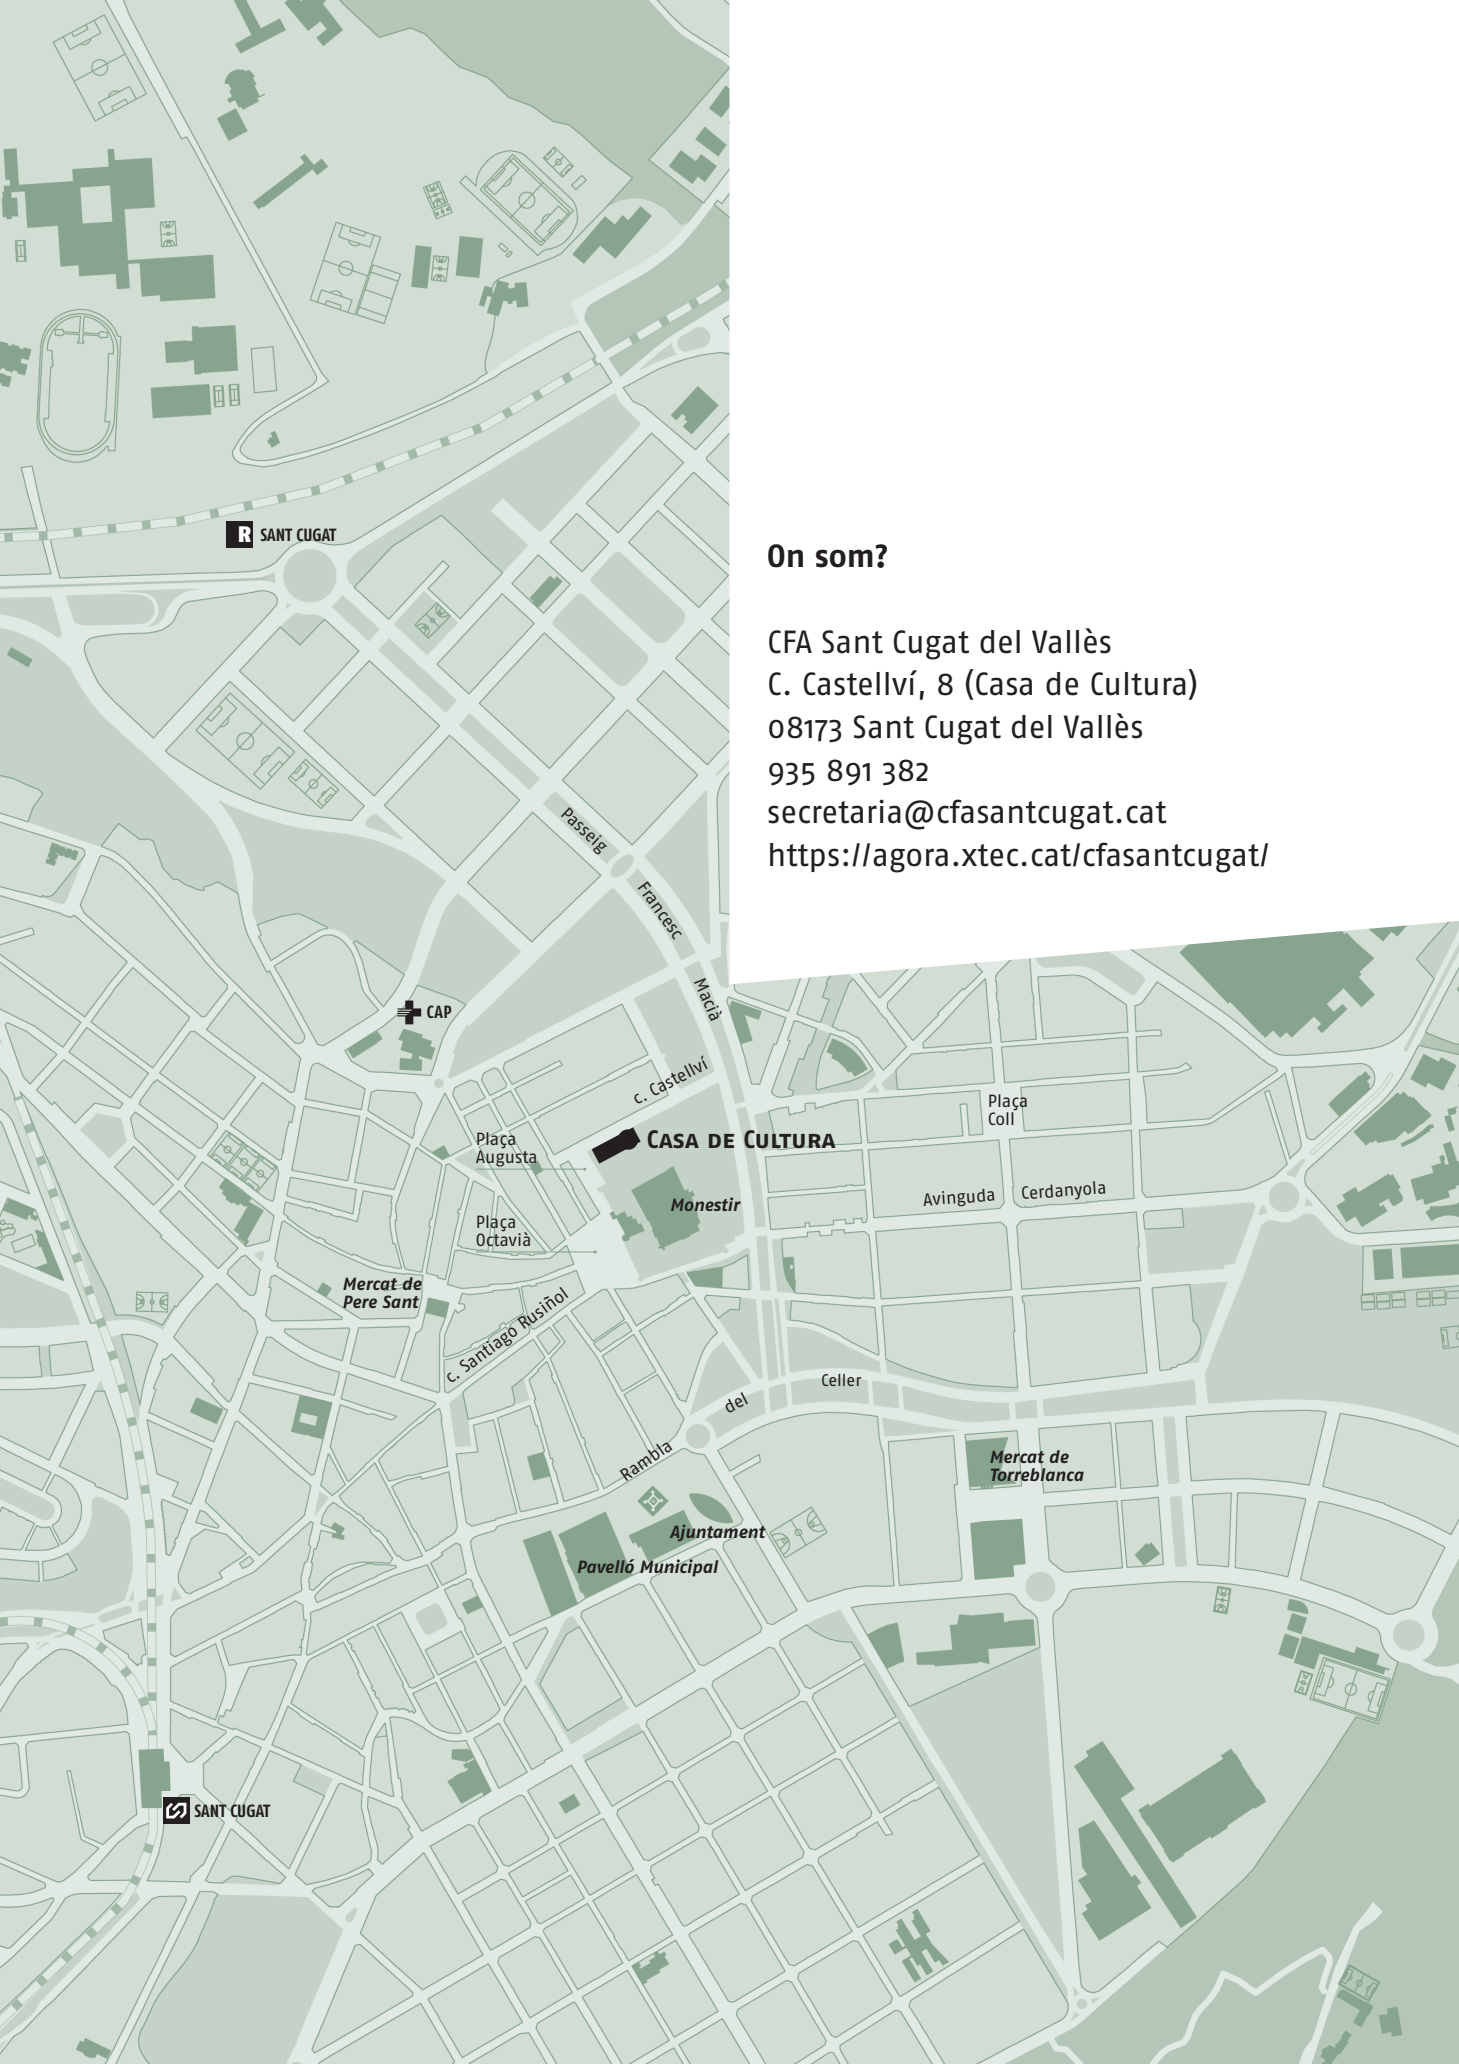 On som?
CFA Sant Cugat del Vallès
C. Castellví, 8 (Casa de Cultura)
08173 Sant Cugat del Vallès
935 891 382
secretaria@cfasantcugat.cat
https://agora.xtec.cat/cfasantcugat/
R SANT CUGAT
Passeig
Francesc
Macià
CAP
c. Castellví
Plaça
Coll
CASA DE CULTURA
Plaça
Augusta
Monestir
Avinguda Cerdanyola
Plaça
Octavià
Mercat de
Pere Sant
c. Santiago Rusiñol
Celler
del
Rambla
Mercat de
Torreblanca
Ajuntament
Pavelló Municipal
SANT CUGAT